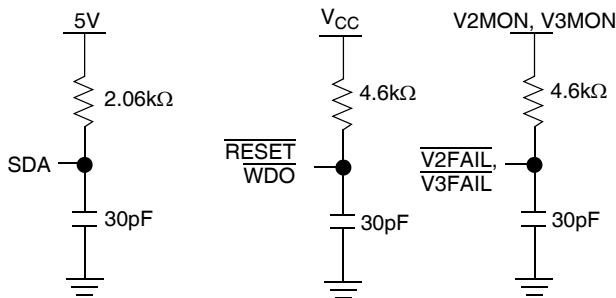 5V
2.06kΩ
SDA
30pF
VCC
4.6kΩ
RESET
WDO
30pF
V2MON, V3MON
4.6kΩ
V2FAIL,
V3FAIL
30pF